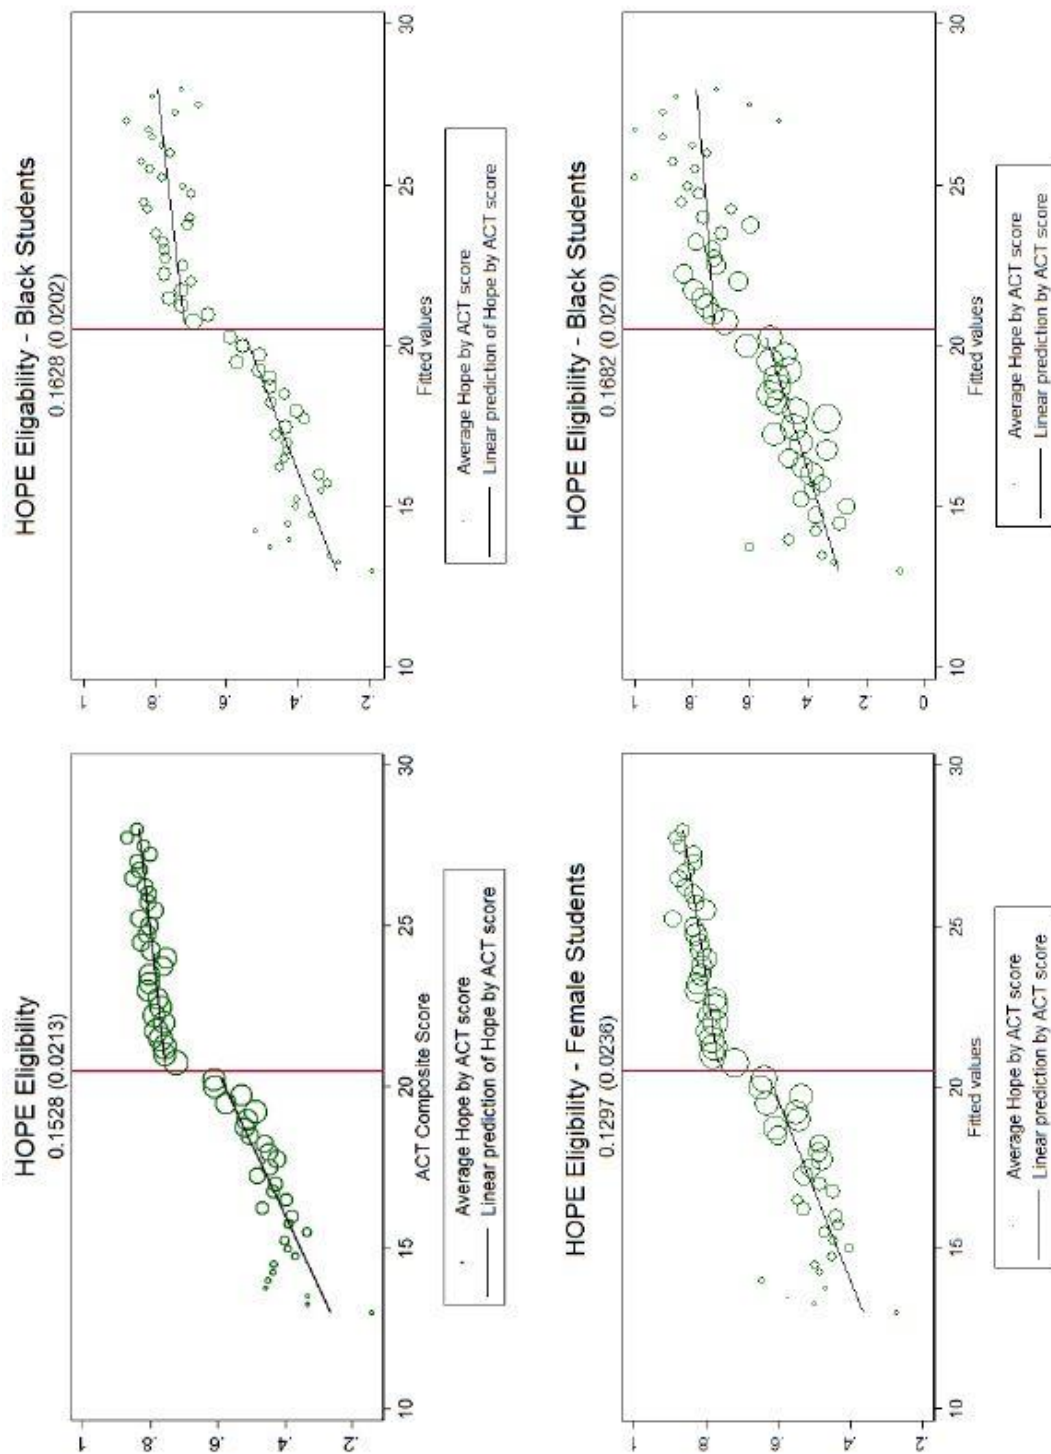 HOPE Eligibility
0.1528 (0.0213)
1
.8
.6
.4
.2
10
15
20
25
30
ACT Composite Score
Average Hope by ACT score
Linear prediction of Hope by ACT score
HOPE Eligability - Black Students
0.1628 (0.0202)
1
.8
.6
.4
.2
10
15
20
25
30
Fitted values
Average Hope by ACT score
Linear prediction of Hope by ACT score
HOPE Eligibility - Female Students
0.1297 (0.0236)
1
.8
.6
.4
.2
10
15
20
25
30
Fitted values
Average Hope by ACT score
Linear prediction by ACT score
HOPE Eligibility - Black Students
0.1682 (0.0270)
1
.8
.6
.4
.2
0
10
15
20
25
30
Fitted values
Average Hope by ACT score
Linear prediction by ACT score